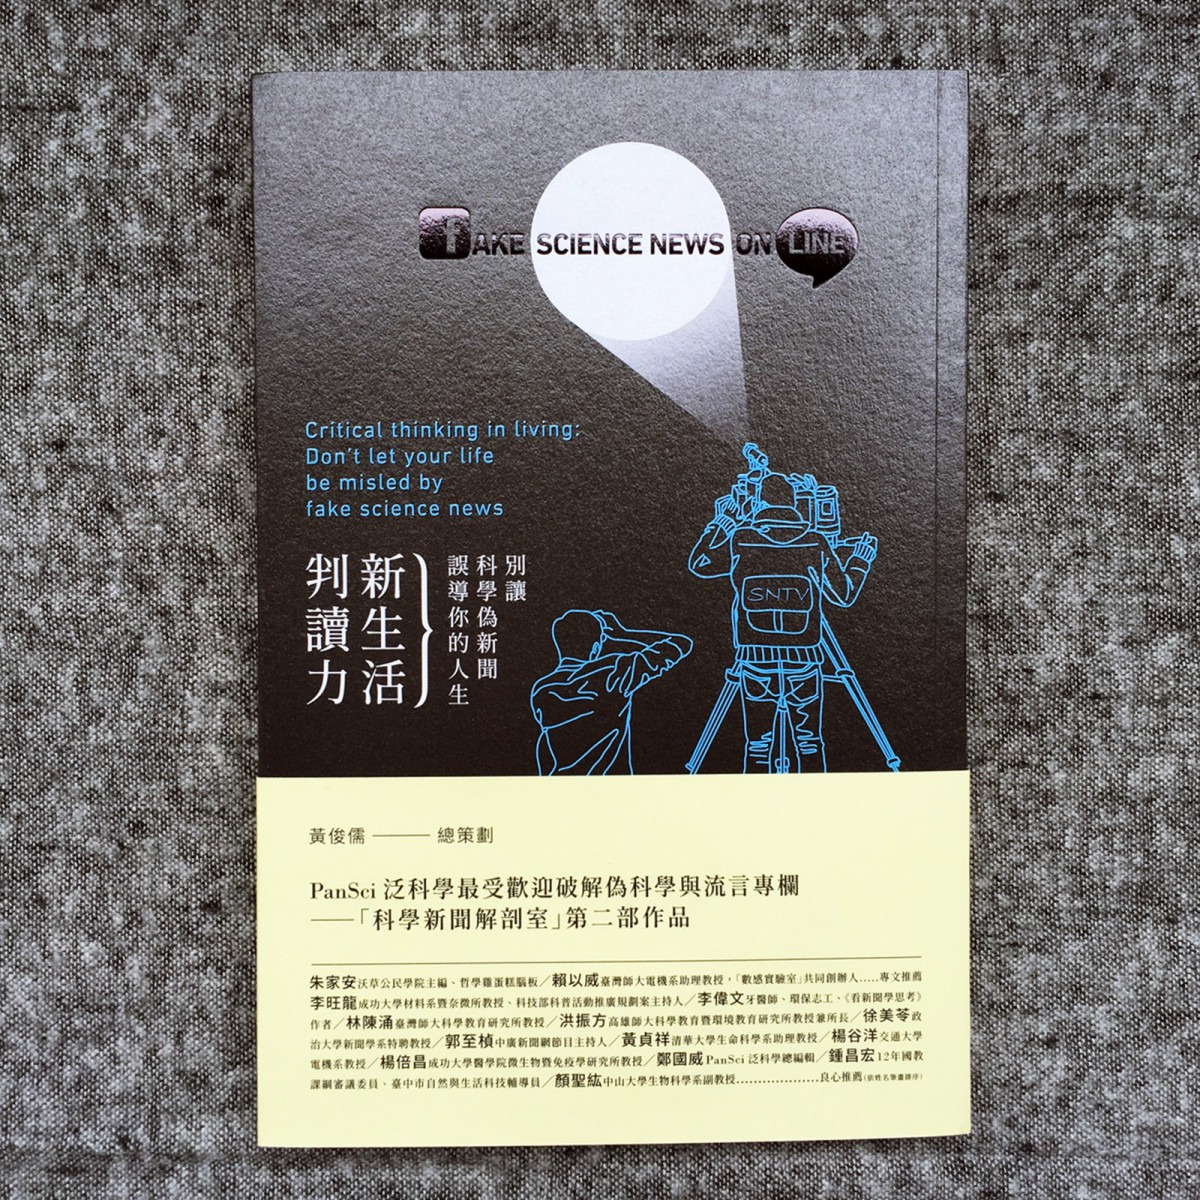 fAKE SCIENCE NEWS ON LINE
Critical thinking in living:
Don't let your life
be misled by
fake science news
別讓
科學偽新聞
誤導你的人生
新生活
判讀力
SNTV
黃俊儒——總策劃
PanSci 泛科學最受歡迎破解偽科學與流言專欄
——「科學新聞解剖室」第二部作品
朱家安沃草公民學院主編、哲學雞蛋糕腦板／賴以威臺灣師大電機系助理教授，「數感實驗室」共同創辦人.....專文推薦
李旺龍成功大學材料系暨奈微所教授、科技部科普活動推廣規劃案主持人／李偉文牙醫師、環保志工、《看新聞學思考》
作者／林陳涌臺灣師大科學教育研究所教授／洪振方高雄師大科學教育暨環境教育研究所教授兼所長／徐美苓政
治大學新聞學系特聘教授／郭至楨中廣新聞網節目主持人／黃貞祥清華大學生命科學系助理教授／楊谷洋交通大學
電機系教授／楊倍昌成功大學醫學院微生物暨免疫學研究所教授／鄭國威PanSci 泛科學總編輯／鍾昌宏12年國教
課綱審議委員、臺中市自然與生活科技輔導員／顏聖紘中山大學生物科學系副教授...................良心推薦(依姓名筆畫排序)